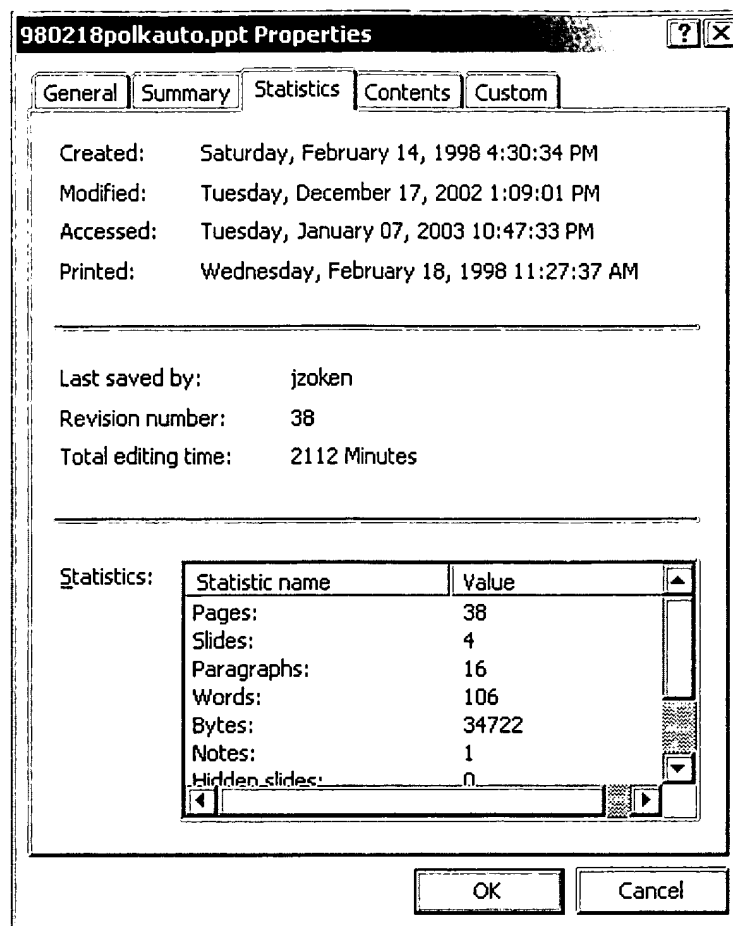 980218polkauto.ppt Properties
General Summary Statistics Contents Custom
Created: Saturday, February 14, 1998 4:30:34 PM
Modified: Tuesday, December 17, 2002 1:09:01 PM
Accessed: Tuesday, January 07, 2003 10:47:33 PM
Printed: Wednesday, February 18, 1998 11:27:37 AM
Last saved by: jzoken
Revision number: 38
Total editing time: 2112 Minutes
Statistics:
Statistic name Value
Pages: 38
Slides: 4
Paragraphs: 16
Words: 106
Bytes: 34722
Notes: 1
Hidden slides: 0
OK Cancel